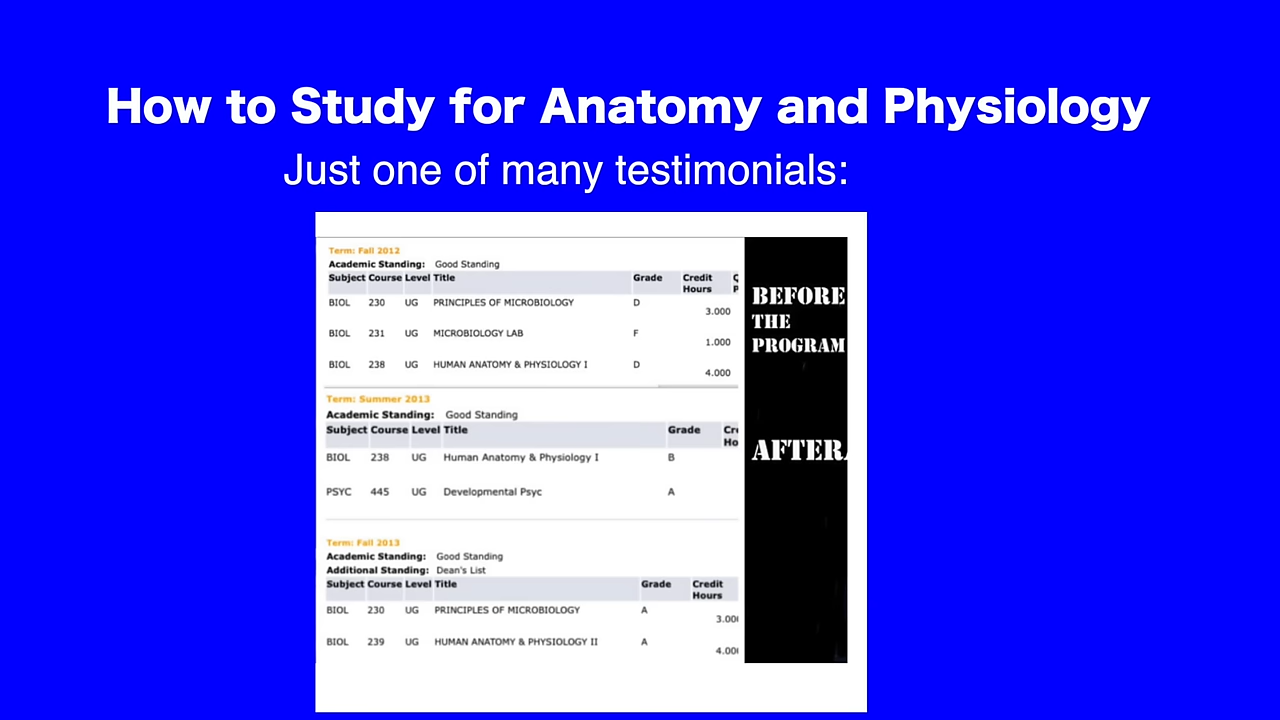 How to Study for Anatomy and Physiology
Just one of many testimonials:
Term: Fall 2012
Academic Standing: Good Standing
Subject Course Level Title Grade Credit Hours
BIOL 230 UG PRINCIPLES OF MICROBIOLOGY D 3.000
BIOL 231 UG MICROBIOLOGY LAB F 1.000
BIOL 238 UG HUMAN ANATOMY & PHYSIOLOGY I D 4.000
BEFORE
THE
PROGRAM
Term: Summer 2013
Academic Standing: Good Standing
Subject Course Level Title Grade
BIOL 238 UG Human Anatomy & Physiology I B
PSYC 445 UG Developmental Psyc A
AFTER
Term: Fall 2013
Academic Standing: Good Standing
Additional Standing: Dean's List
Subject Course Level Title Grade Credit Hours
BIOL 230 UG PRINCIPLES OF MICROBIOLOGY A 3.00
BIOL 239 UG HUMAN ANATOMY & PHYSIOLOGY II A 4.00